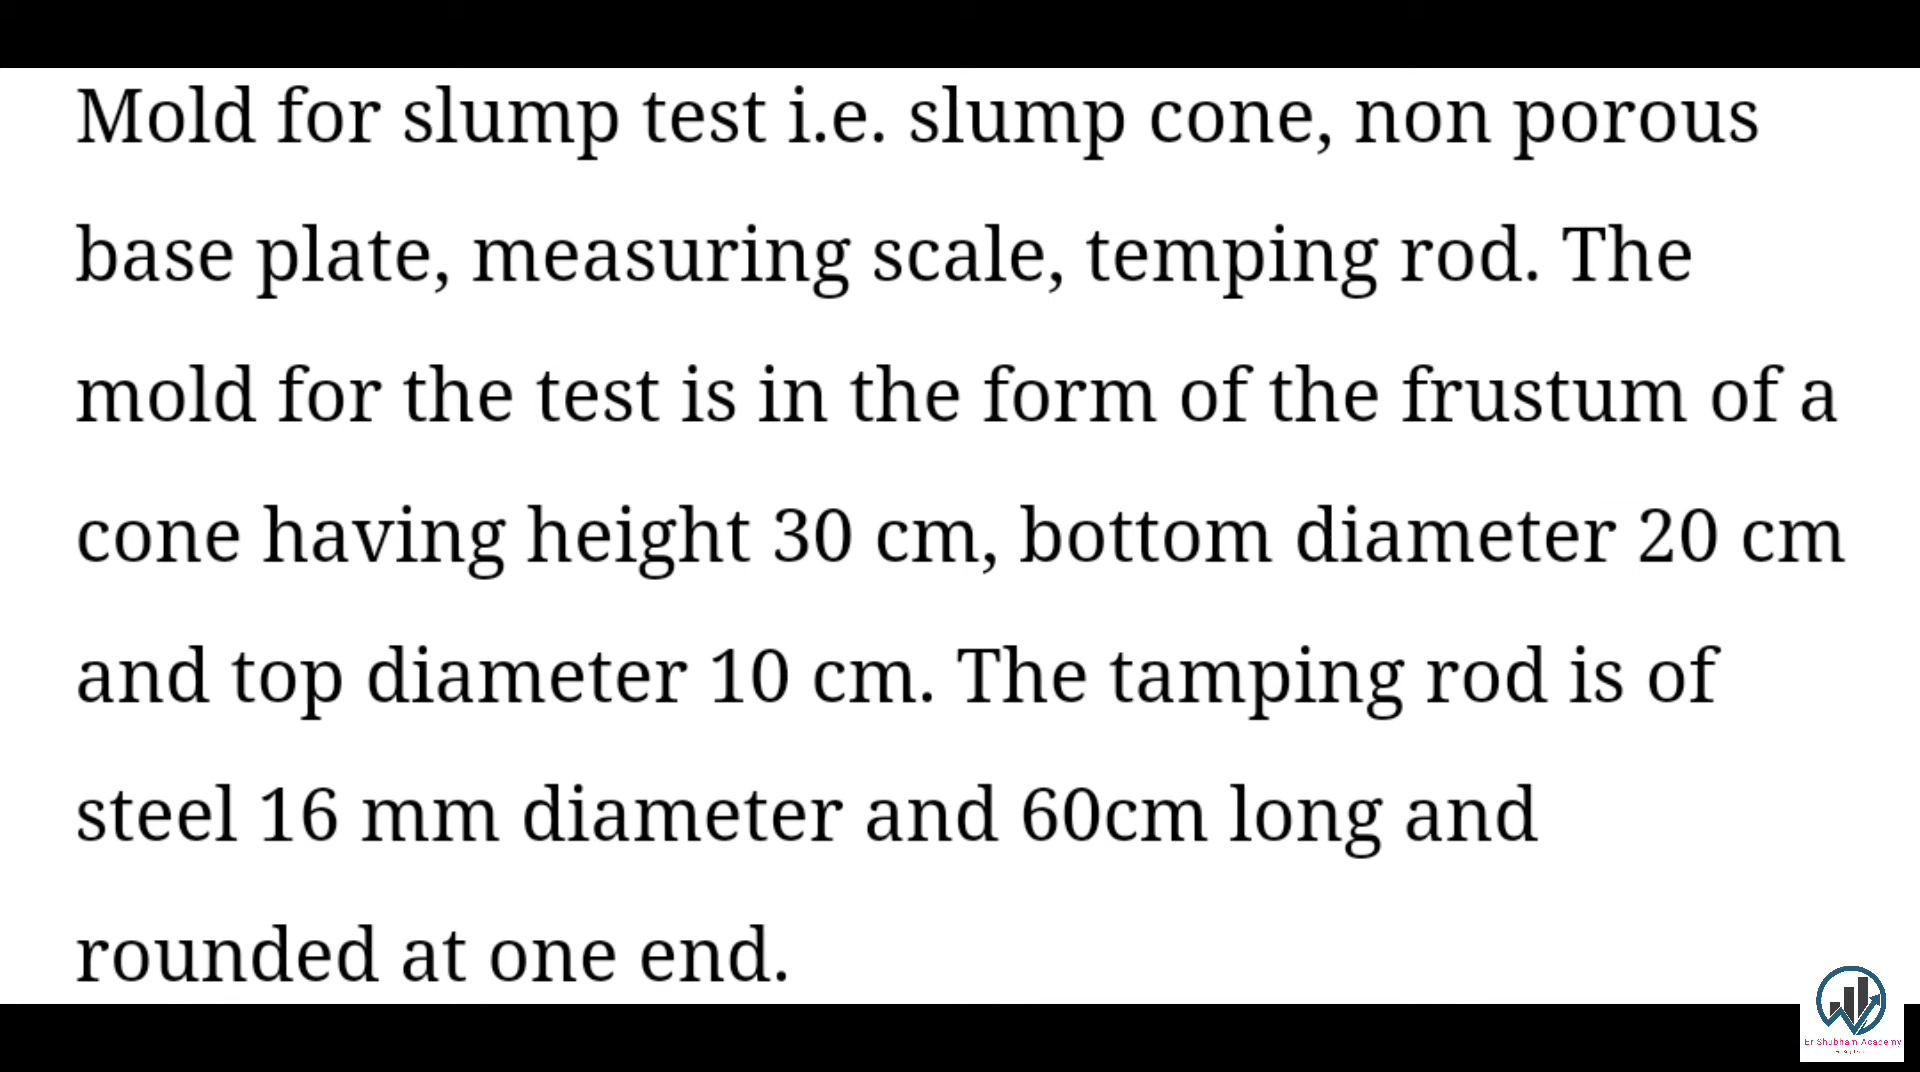 Mold for slump test i.e. slump cone, non porous
base plate, measuring scale, temping rod. The
mold for the test is in the form of the frustum of a
cone having height 30 cm, bottom diameter 20 cm
and top diameter 10 cm. The tamping rod is of
steel 16 mm diameter and 60cm long and
rounded at one end.
Er Shubham Academy